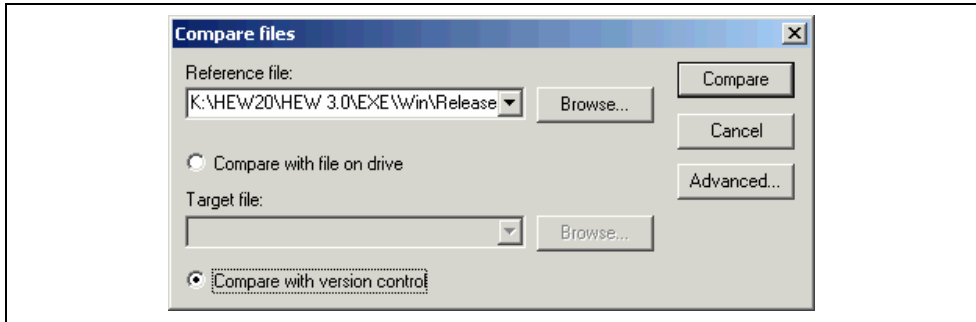 Compare files
Reference file:
K:\HEW20\HEW 3.0\EXE\Win\Release
Browse...
Compare
Cancel
Compare with file on drive
Advanced...
Target file:
Browse...
Compare with version control